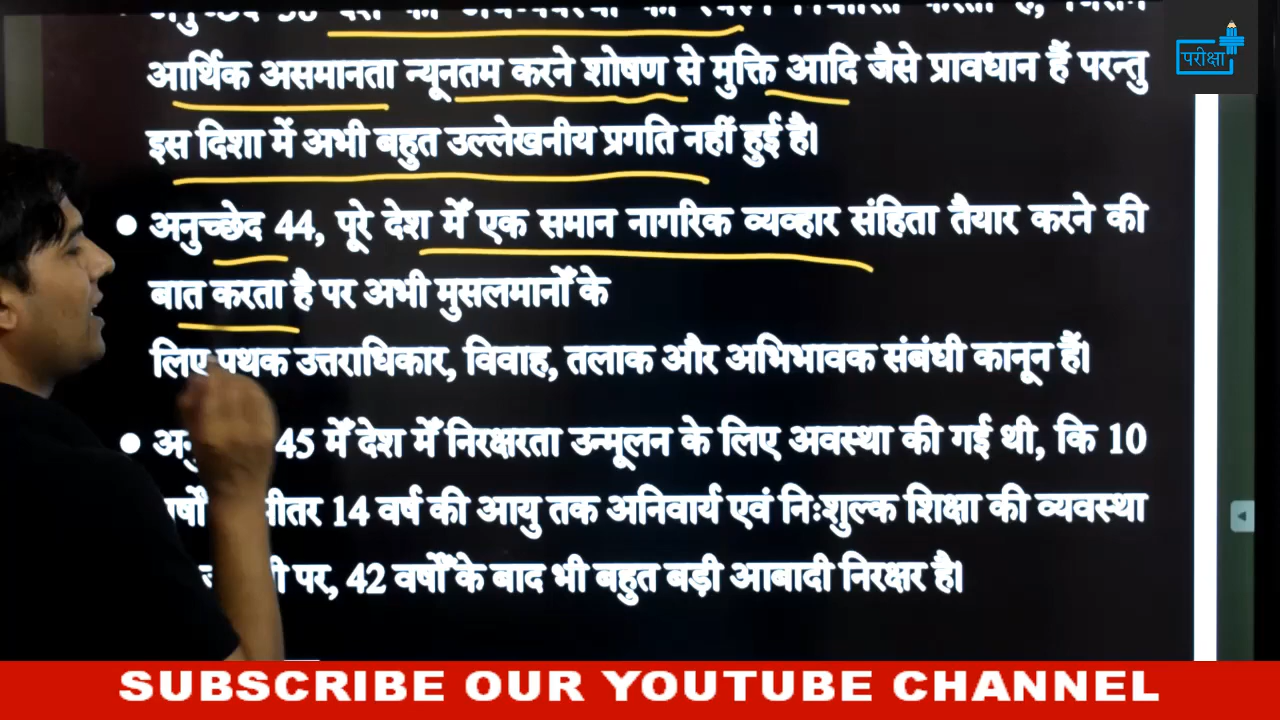 परीक्षा
आर्थिक असमानता न्यूनतम करने शोषण से मुक्ति आदि जैसे प्रावधान हैं परन्तु
इस दिशा में अभी बहुत उल्लेखनीय प्रगति नहीं हुई है।
अनुच्छेद 44, पूरे देश में एक समान नागरिक व्यव्हार संहिता तैयार करने की
बात करता है पर अभी मुसलमानों के
लिए पृथक उत्तराधिकार, विवाह, तलाक और अभिभावक संबंधी कानून हैं।
45 में देश में निरक्षरता उन्मूलन के लिए अवस्था की गई थी, कि 10
14 वर्ष की आयु तक अनिवार्य एवं निःशुल्क शिक्षा की व्यवस्था
पर, 42 वर्षों के बाद भी बहुत बड़ी आबादी निरक्षर है।
SUBSCRIBE OUR YOUTUBE CHANNEL